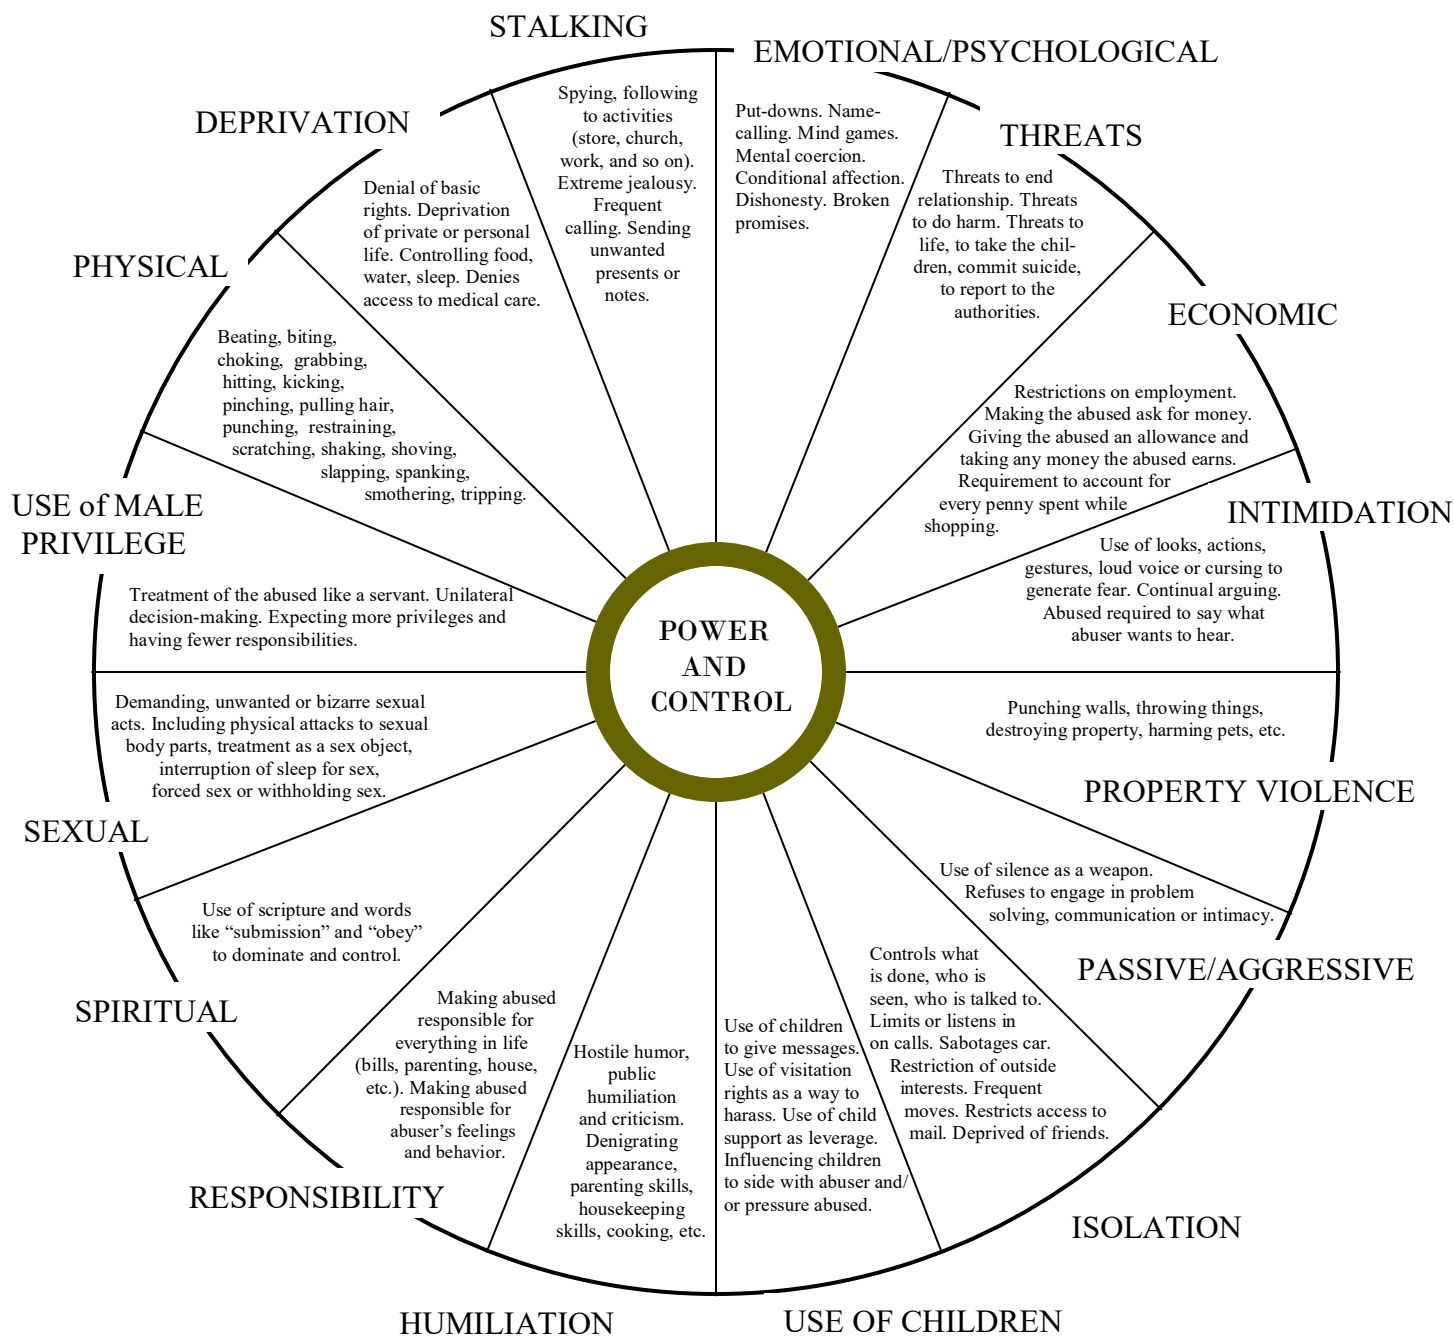 STALKING
Spying, following
to activities
(store, church,
work, and so on).
Extreme jealousy.
Frequent
calling. Sending
unwanted
presents or
notes.
EMOTIONAL/PSYCHOLOGICAL
Put-downs. Name-
calling. Mind games.
Mental coercion.
Conditional affection.
Dishonesty. Broken
promises.
THREATS
Threats to end
relationship. Threats
to do harm. Threats to
life, to take the chil-
dren, commit suicide,
to report to the
authorities.
ECONOMIC
Restrictions on employment.
Making the abused ask for money.
Giving the abused an allowance and
taking any money the abused earns.
Requirement to account for
every penny spent while
shopping.
INTIMIDATION
Use of looks, actions,
gestures, loud voice or cursing to
generate fear. Continual arguing.
Abused required to say what
abuser wants to hear.
Punching walls, throwing things,
destroying property, harming pets, etc.
PROPERTY VIOLENCE
Use of silence as a weapon.
Refuses to engage in problem
solving, communication or intimacy.
PASSIVE/AGGRESSIVE
Controls what
is done, who is
seen, who is talked to.
Limits or listens in
on calls. Sabotages car.
Restriction of outside
interests. Frequent
moves. Restricts access to
mail. Deprived of friends.
ISOLATION
Use of children
to give messages.
Use of visitation
rights as a way to
harass. Use of child
support as leverage.
Influencing children
to side with abuser and/
or pressure abused.
USE OF CHILDREN
Hostile humor,
public
humiliation
and criticism.
Denigrating
appearance,
parenting skills,
housekeeping
skills, cooking, etc.
HUMILIATION
Making abused
responsible for
everything in life
(bills, parenting, house,
etc.). Making abused
responsible for
abuser’s feelings
and behavior.
RESPONSIBILITY
Use of scripture and words
like “submission” and “obey”
to dominate and control.
SPIRITUAL
Demanding, unwanted or bizarre sexual
acts. Including physical attacks to sexual
body parts, treatment as a sex object,
interruption of sleep for sex,
forced sex or withholding sex.
SEXUAL
USE of MALE
PRIVILEGE
Treatment of the abused like a servant. Unilateral
decision-making. Expecting more privileges and
having fewer responsibilities.
PHYSICAL
Beating, biting,
choking, grabbing,
hitting, kicking,
pinching, pulling hair,
punching, restraining,
scratching, shaking, shoving,
slapping, spanking,
smothering, tripping.
DEPRIVATION
Denial of basic
rights. Deprivation
of private or personal
life. Controlling food,
water, sleep. Denies
access to medical care.
POWER
AND
CONTROL